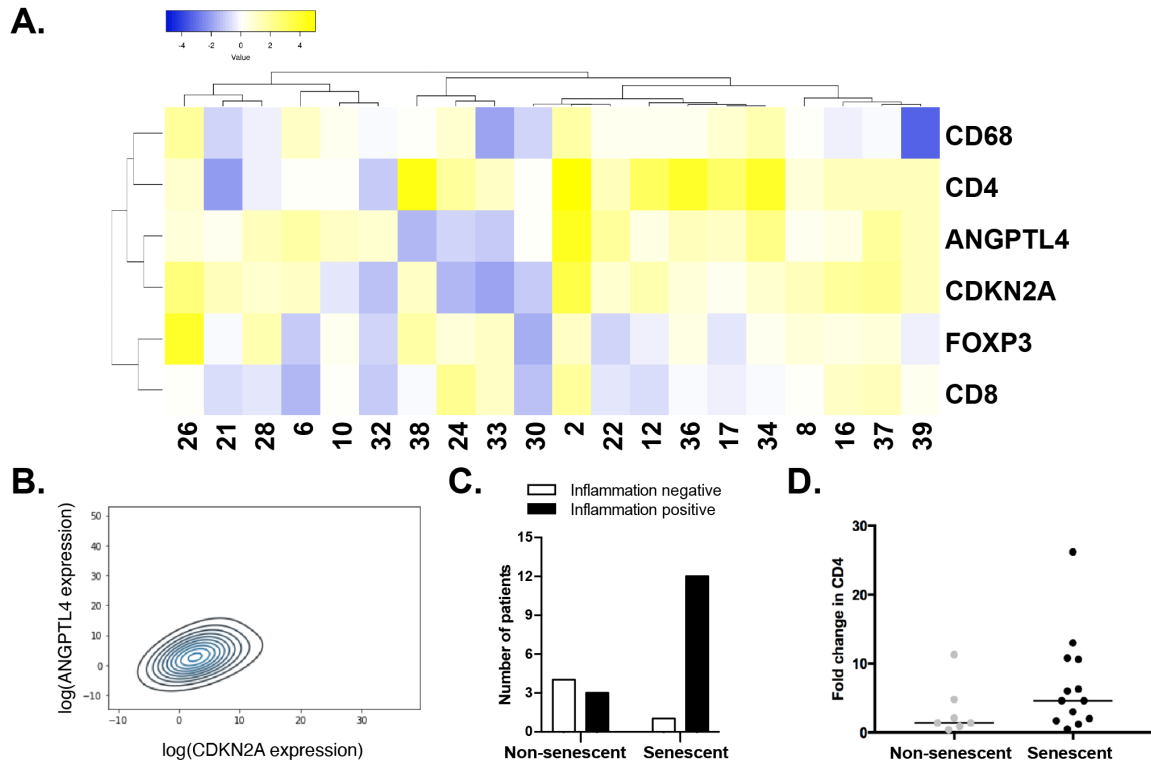 A.
-4 -2 0 2 4
Value
CD68
CD4
ANGPTL4
CDKN2A
FOXP3
CD8
26 21 28 6 10 32 38 24 33 30 2 22 12 36 17 34 8 16 37 39
B.
log(ANGPTL4 expression)
50
40
30
20
10
0
−10
−10 0 10 20 30
log(CDKN2A expression)
C.
Inflammation negative
Inflammation positive
Number of patients
15
12
9
6
3
0
Non-senescent Senescent
D.
Fold change in CD4
30
20
10
0
Non-senescent Senescent